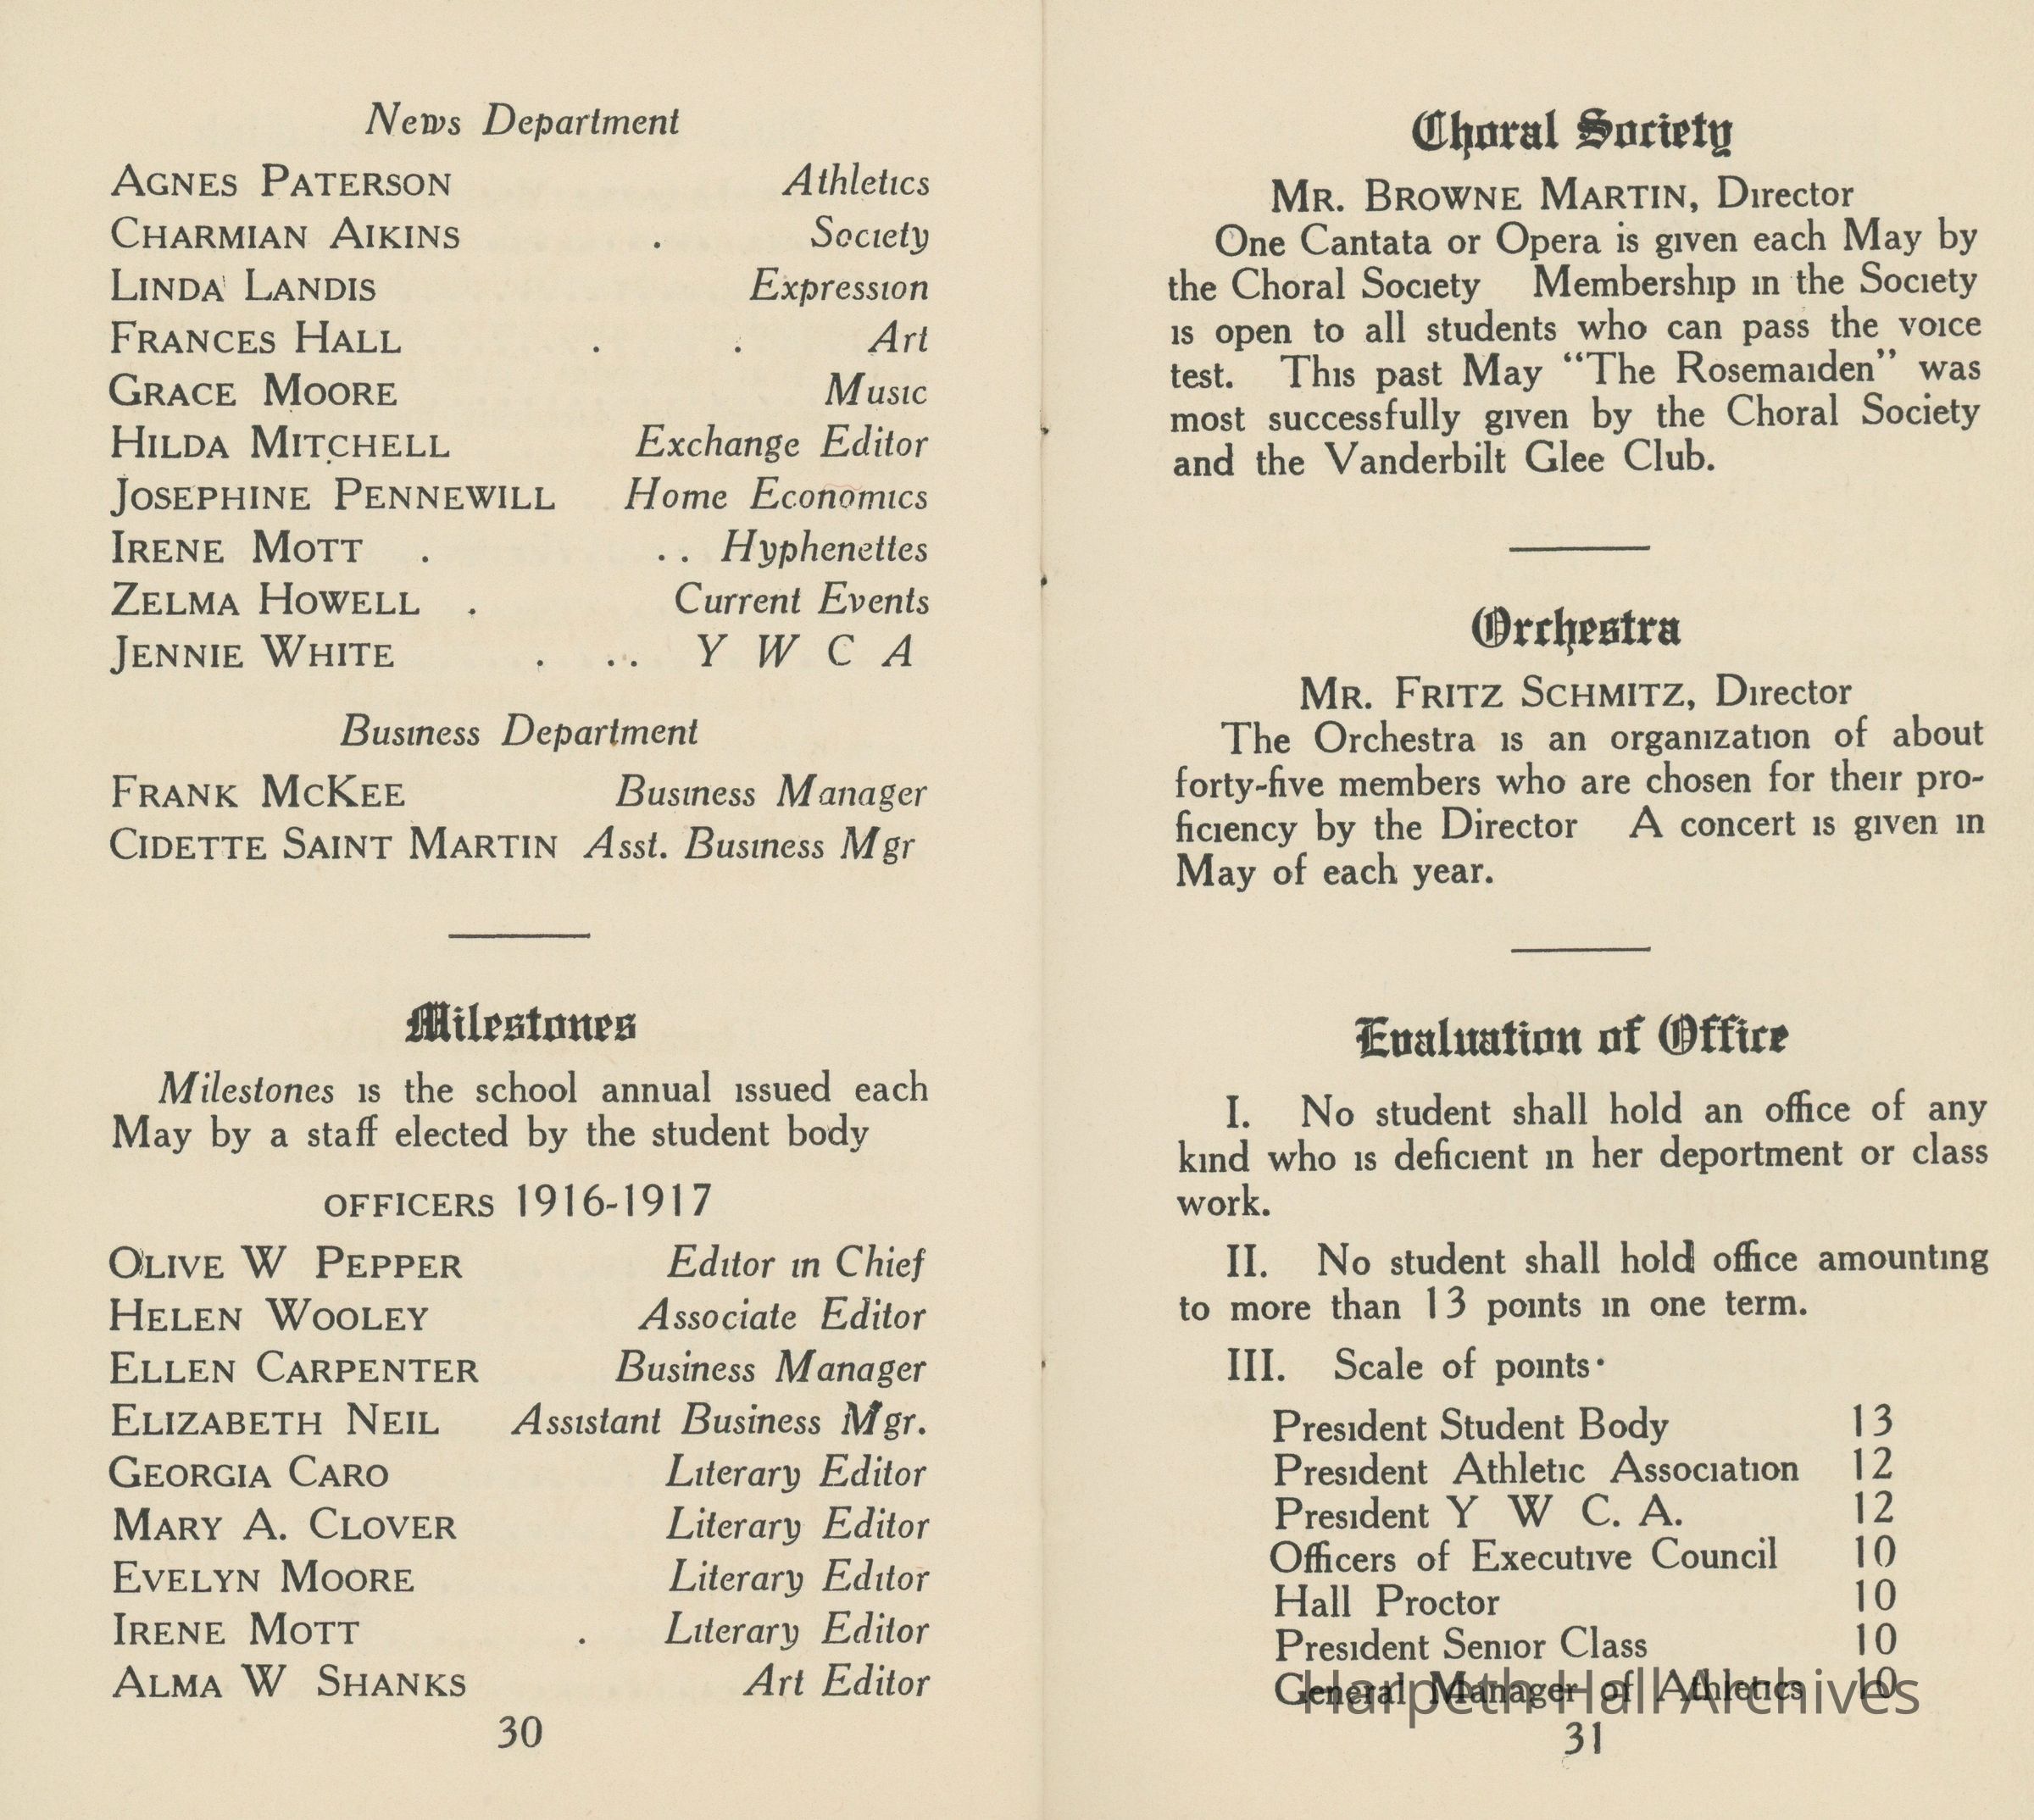 News Department
AGNES PATERSON Athletics
CHARMIAN AIKINS . Society
LINDA LANDIS Expression
FRANCES HALL . . Art
GRACE MOORE Music
HILDA MITCHELL Exchange Editor
JOSEPHINE PENNEWILL Home Economics
IRENE MOTT . .. Hyphenettes
ZELMA HOWELL . Current Events
JENNIE WHITE . .. Y W C A
Business Department
FRANK MCKEE Business Manager
CIDETTE SAINT MARTIN Asst. Business Mgr
Milestones
Milestones is the school annual issued each
May by a staff elected by the student body
OFFICERS 1916-1917
OLIVE W PEPPER Editor in Chief
HELEN WOOLEY Associate Editor
ELLEN CARPENTER Business Manager
ELIZABETH NEIL Assistant Business Mgr.
GEORGIA CARO Literary Editor
MARY A. CLOVER Literary Editor
EVELYN MOORE Literary Editor
IRENE MOTT . Literary Editor
ALMA W SHANKS Art Editor
30
Choral Society
MR. BROWNE MARTIN, Director
One Cantata or Opera is given each May by
the Choral Society Membership in the Society
is open to all students who can pass the voice
test. This past May "The Rosemaiden" was
most successfully given by the Choral Society
and the Vanderbilt Glee Club.
Orchestra
MR. FRITZ SCHMITZ, Director
The Orchestra is an organization of about
forty-five members who are chosen for their pro-
ficiency by the Director A concert is given in
May of each year.
Evaluation of Office
I. No student shall hold an office of any
kind who is deficient in her deportment or class
work.
II. No student shall hold office amounting
to more than 13 points in one term.
III. Scale of points·
President Student Body 13
President Athletic Association 12
President Y W C. A. 12
Officers of Executive Council 10
Hall Proctor 10
President Senior Class 10
General Manager of Athletics 10
Harpeth Hall Archives
31